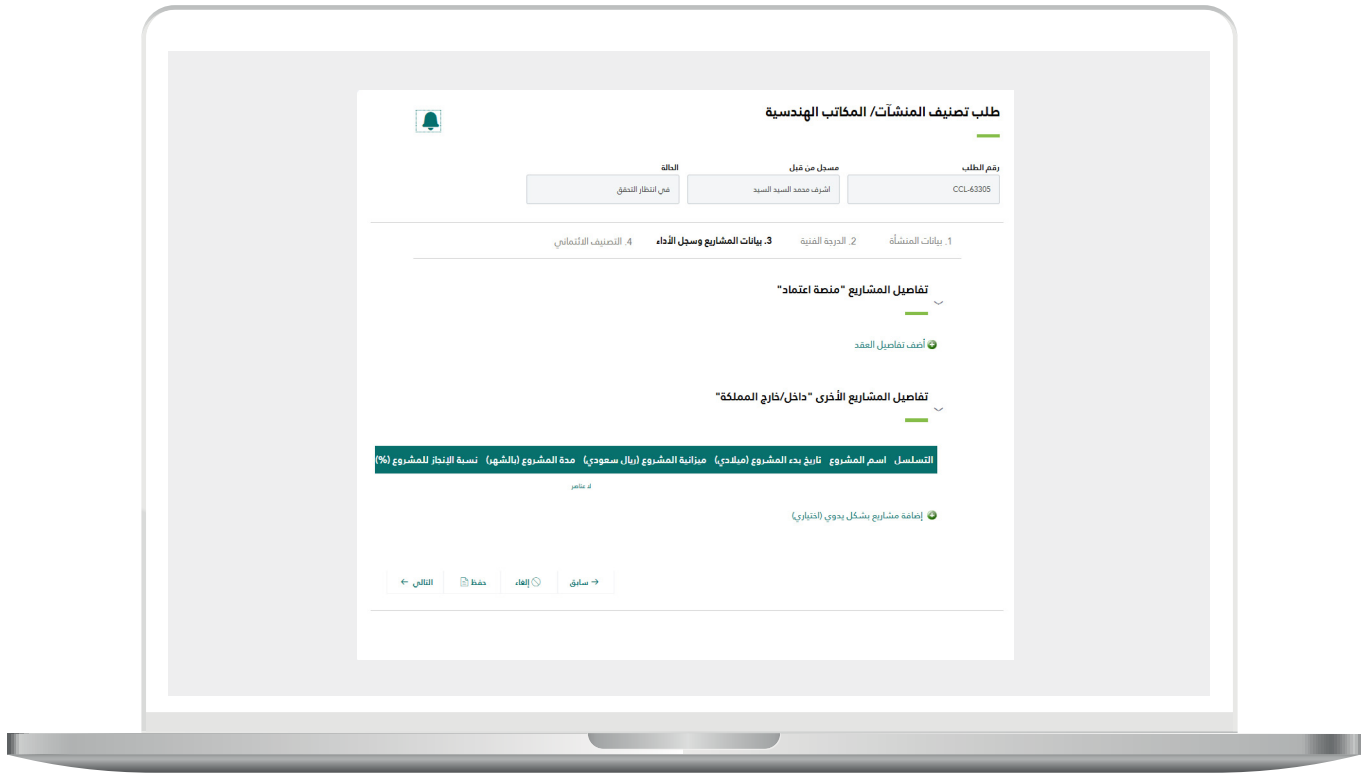 طلب تصنيف المنشآت/ المكاتب الهندسية
رقم الطلب مسجل من قبل الحالة
CCL-63305 اشرف محمد السيد السيد في انتظار التحقق
1. بيانات المنشأة 2. الدرجة الفنية 3. بيانات المشاريع وسجل الأداء 4. التصنيف الائتماني
تفاصيل المشاريع "منصة اعتماد"
أضف تفاصيل العقد
تفاصيل المشاريع الأخرى "داخل/خارج المملكة"
التسلسل اسم المشروع تاريخ بدء المشروع (ميلادي) ميزانية المشروع (ريال سعودي) مدة المشروع (بالشهر) نسبة الإنجاز للمشروع (%)
لا عناصر
إضافة مشاريع بشكل يدوي (اختياري)
→ سابق إلغاء حفظ التالي ←